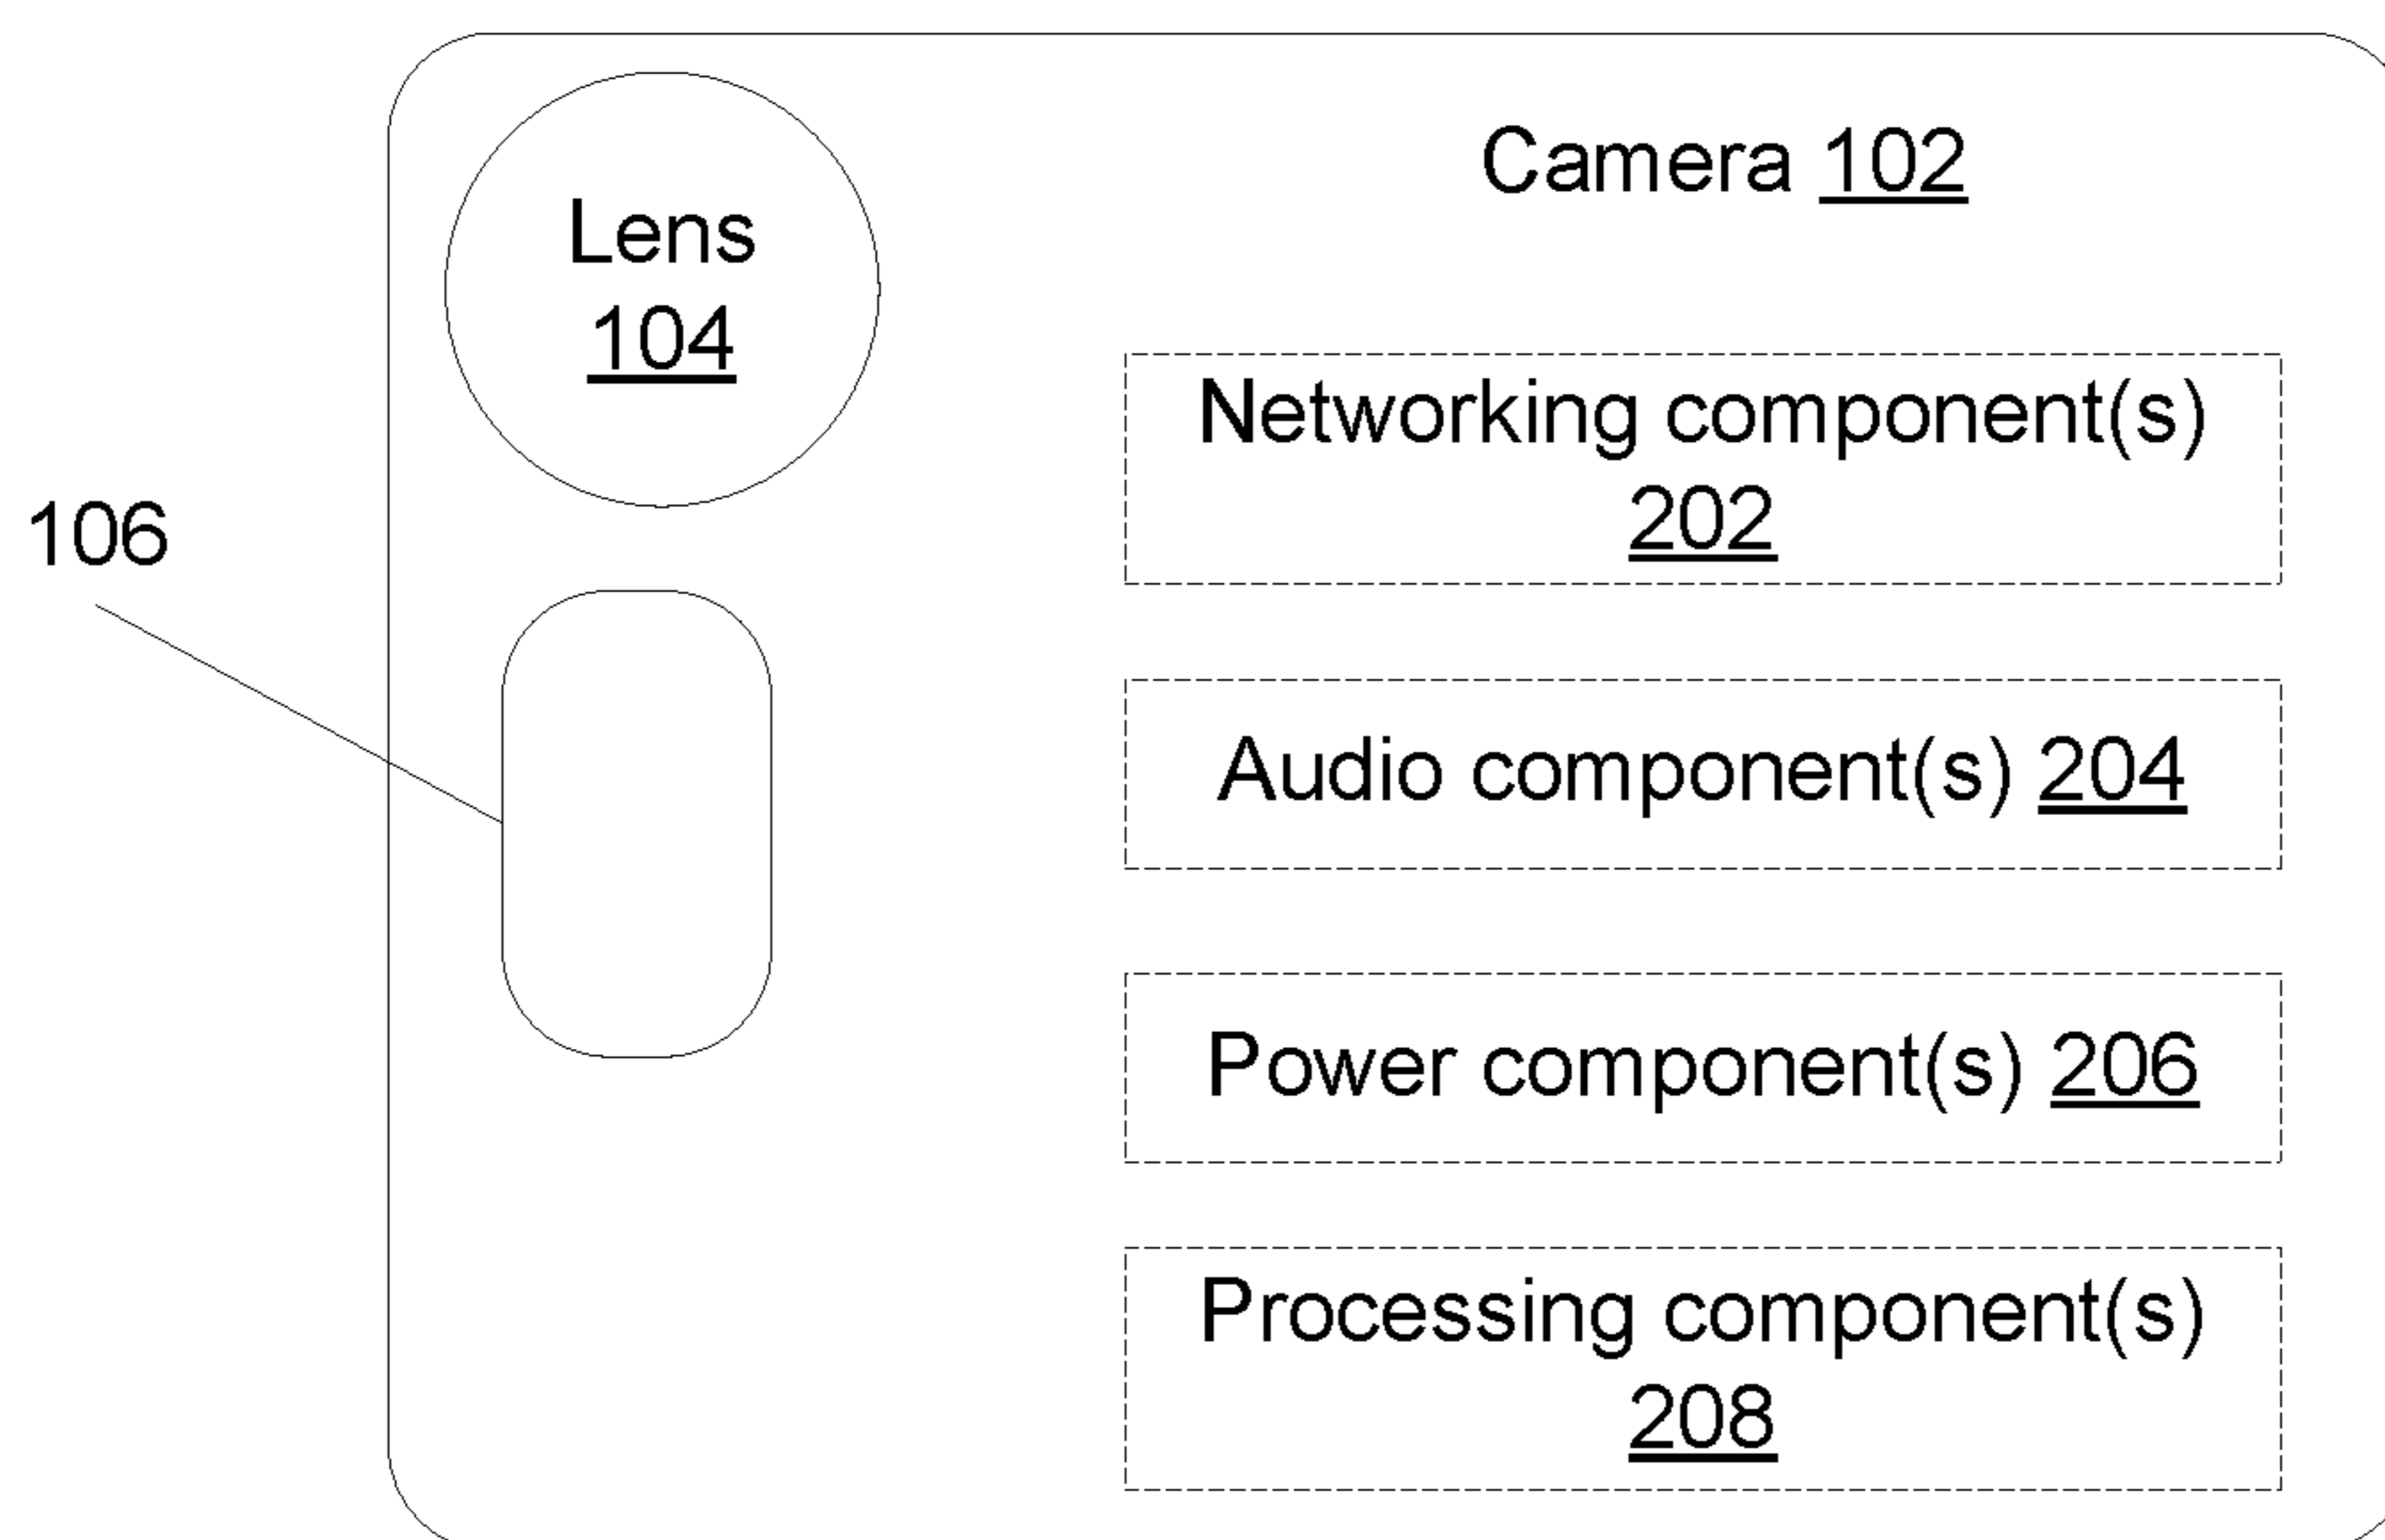 Camera 102
Lens
104
106
Networking component(s)
202
Audio component(s) 204
Power component(s) 206
Processing component(s)
208